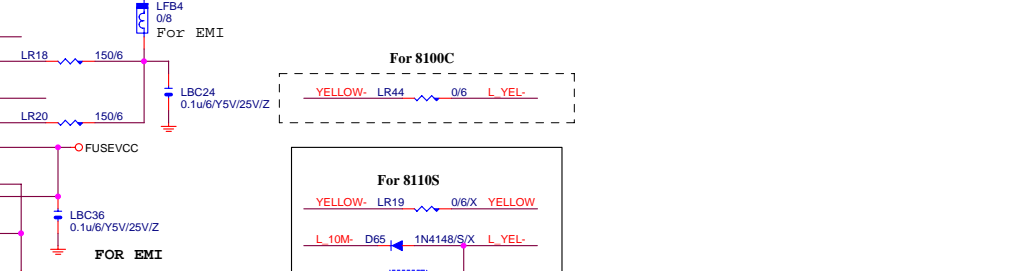 LFB4
0/8
For EMI
LR18 150/6
For 8100C
LBC24
0.1u/6/Y5V/25V/Z
YELLOW- LR44 0/6 L_YEL-
LR20 150/6
FUSEVCC
For 8110S
YELLOW- LR19 0/6/X YELLOW
LBC36
0.1u/6/Y5V/25V/Z
L_10M- D65 1N4148/S/X L_YEL-
FOR EMI